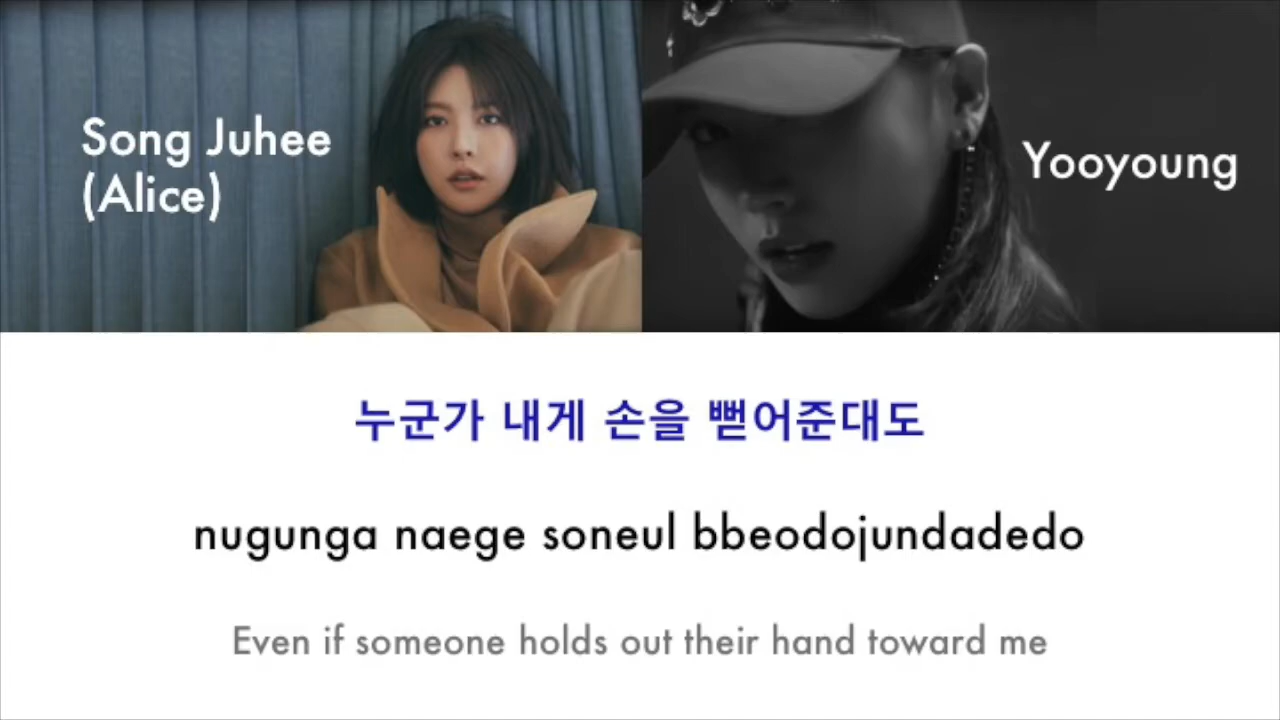 Song Juhee
(Alice)
Yooyoung
누군가 내게 손을 뻗어준대도
nugunga naege soneul bbeodojundadedo
Even if someone holds out their hand toward me